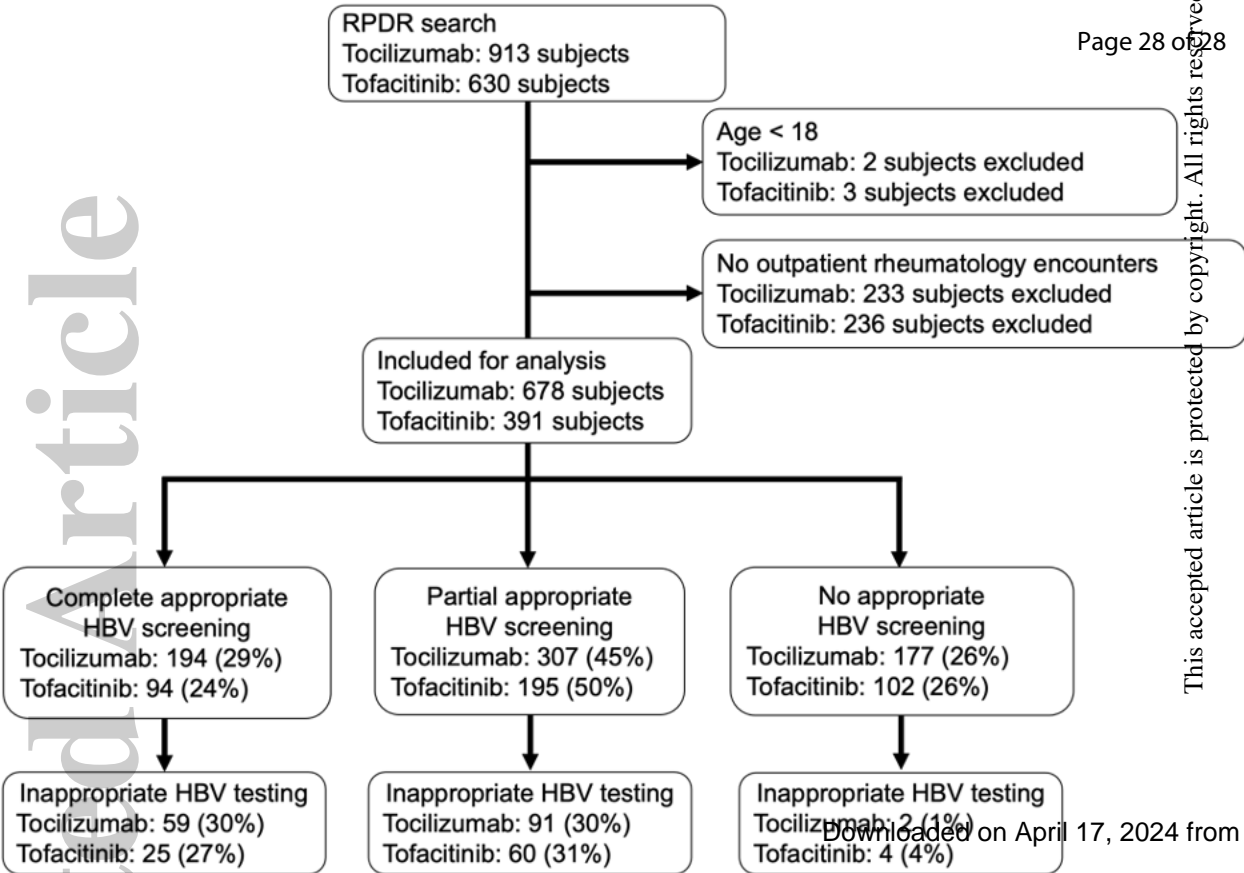 Page 28 of 28
RPDR search
Tocilizumab: 913 subjects
Tofacitinib: 630 subjects
Age < 18
Tocilizumab: 2 subjects excluded
Tofacitinib: 3 subjects excluded
No outpatient rheumatology encounters
Tocilizumab: 233 subjects excluded
Tofacitinib: 236 subjects excluded
Included for analysis
Tocilizumab: 678 subjects
Tofacitinib: 391 subjects
Complete appropriate
HBV screening
Tocilizumab: 194 (29%)
Tofacitinib: 94 (24%)
Partial appropriate
HBV screening
Tocilizumab: 307 (45%)
Tofacitinib: 195 (50%)
No appropriate
HBV screening
Tocilizumab: 177 (26%)
Tofacitinib: 102 (26%)
Inappropriate HBV testing
Tocilizumab: 59 (30%)
Tofacitinib: 25 (27%)
Inappropriate HBV testing
Tocilizumab: 91 (30%)
Tofacitinib: 60 (31%)
Inappropriate HBV testing
Tocilizumab: 2 (1%)
Tofacitinib: 4 (4%)
Downloaded on April 17, 2024 from
This accepted article is protected by copyright. All rights reserved
ed Article